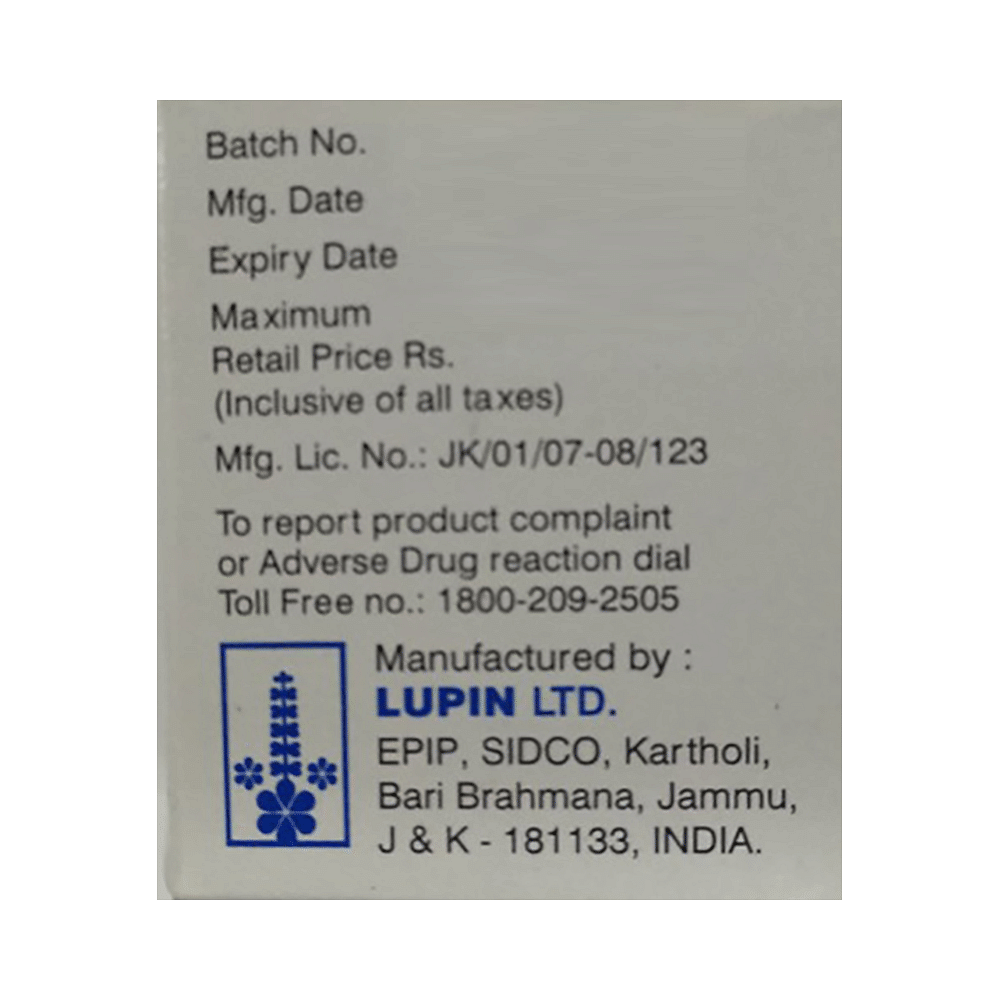 Batch No.
Mfg. Date
Expiry Date
Maximum
Retail Price Rs.
(Inclusive of all taxes)
Mfg. Lic. No.: JK/01/07-08/123
To report product complaint
or Adverse Drug reaction dial
Toll Free no.: 1800-209-2505
Manufactured by :
LUPIN LTD.
EPIP, SIDCO, Kartholi,
Bari Brahmana, Jammu,
J & K - 181133, INDIA.